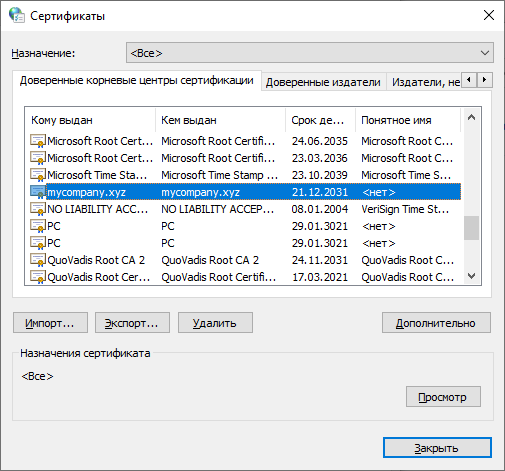 Сертификаты
Назначение: <Все>
Доверенные корневые центры сертификации Доверенные издатели Издатели, не
Кому выдан Кем выдан Срок де... Понятное имя
Microsoft Root Cert... Microsoft Root Certifi... 24.06.2035 Microsoft Root C...
Microsoft Root Cert... Microsoft Root Certifi... 23.03.2036 Microsoft Root C...
Microsoft Time Sta... Microsoft Time Stamp ... 23.10.2039 Microsoft Time S...
mycompany.xyz mycompany.xyz 21.12.2031 <нет>
NO LIABILITY ACC... NO LIABILITY ACCEP... 08.01.2004 VeriSign Time St...
PC PC 29.01.3021 <нет>
PC PC 29.01.3021 <нет>
QuoVadis Root CA 2 QuoVadis Root CA 2 24.11.2031 QuoVadis Root C...
QuoVadis Root Cer... QuoVadis Root Certifi... 17.03.2021 QuoVadis Root C...
Импорт... Экспорт... Удалить Дополнительно
Назначения сертификата
<Все>
Просмотр
Закрыть